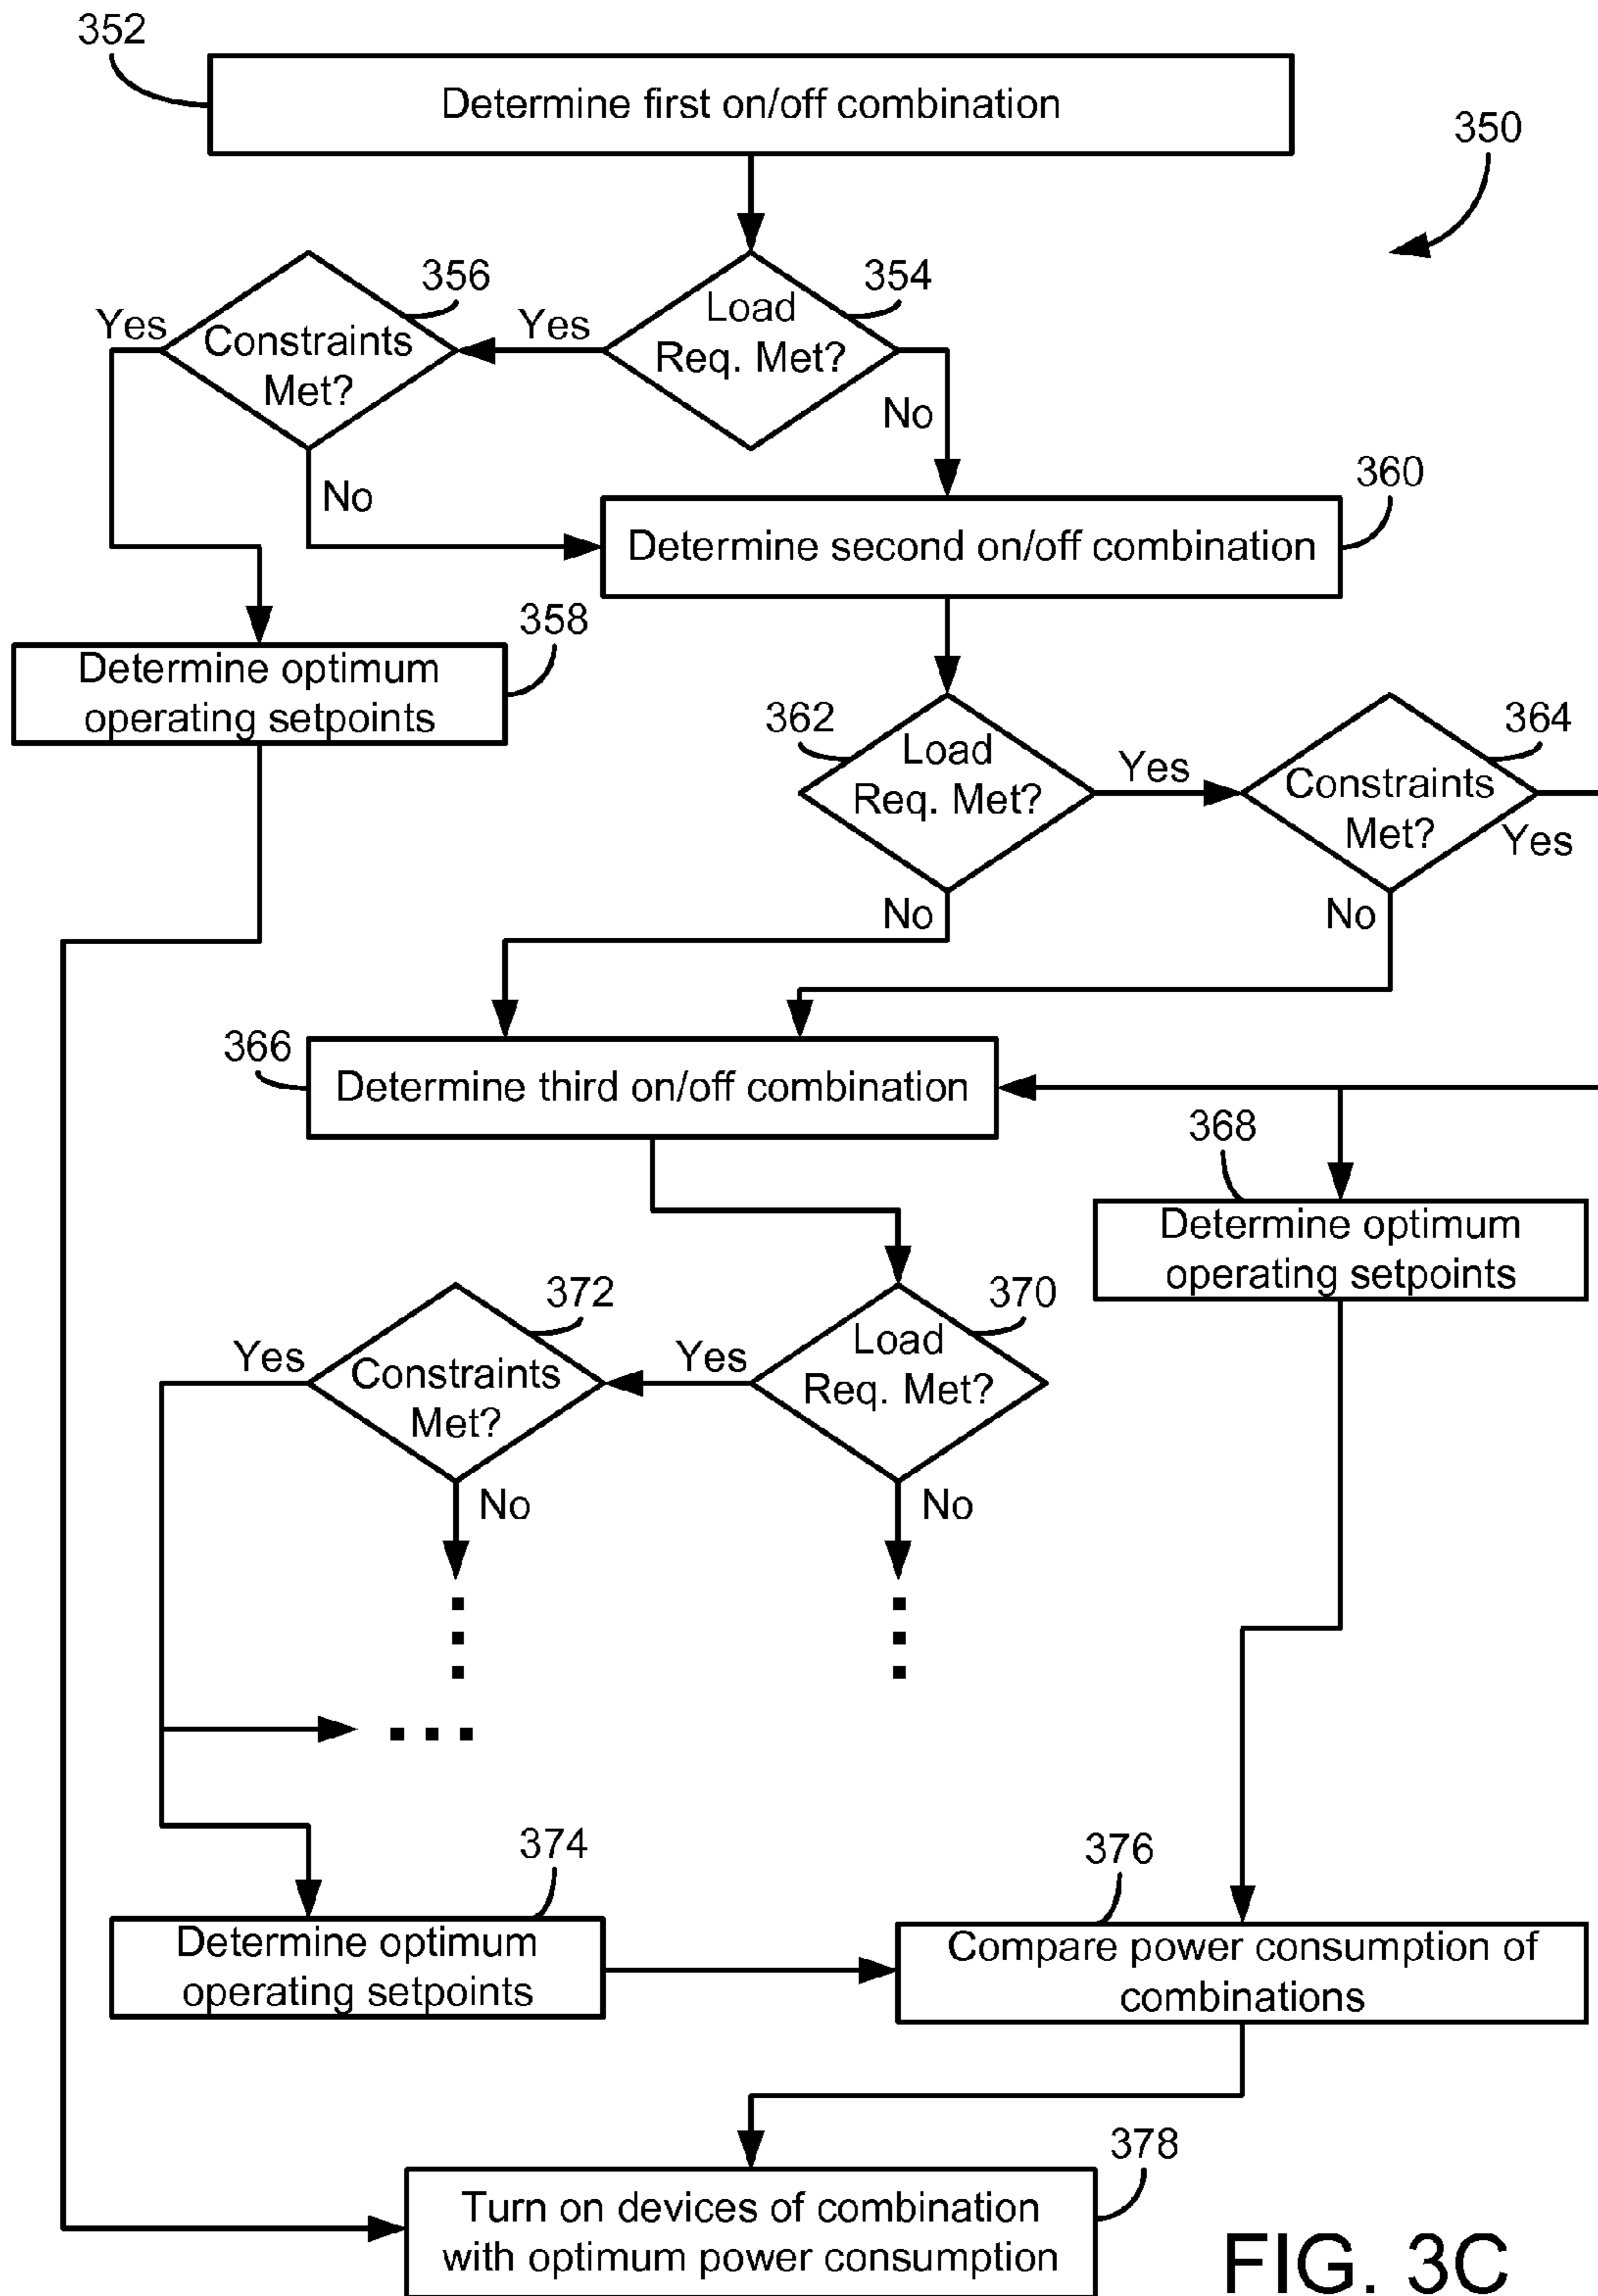 352
Determine first on/off combination
350
356
354
Yes
Constraints
Met?
Yes
Load
Req. Met?
No
No
360
Determine second on/off combination
358
Determine optimum
operating setpoints
362
Load
Req. Met?
Yes
364
Constraints
Met?
Yes
No
No
366
Determine third on/off combination
368
Determine optimum
operating setpoints
372
370
Yes
Constraints
Met?
Yes
Load
Req. Met?
No
No
...
374
Determine optimum
operating setpoints
376
Compare power consumption of
combinations
378
Turn on devices of combination
with optimum power consumption
FIG. 3C